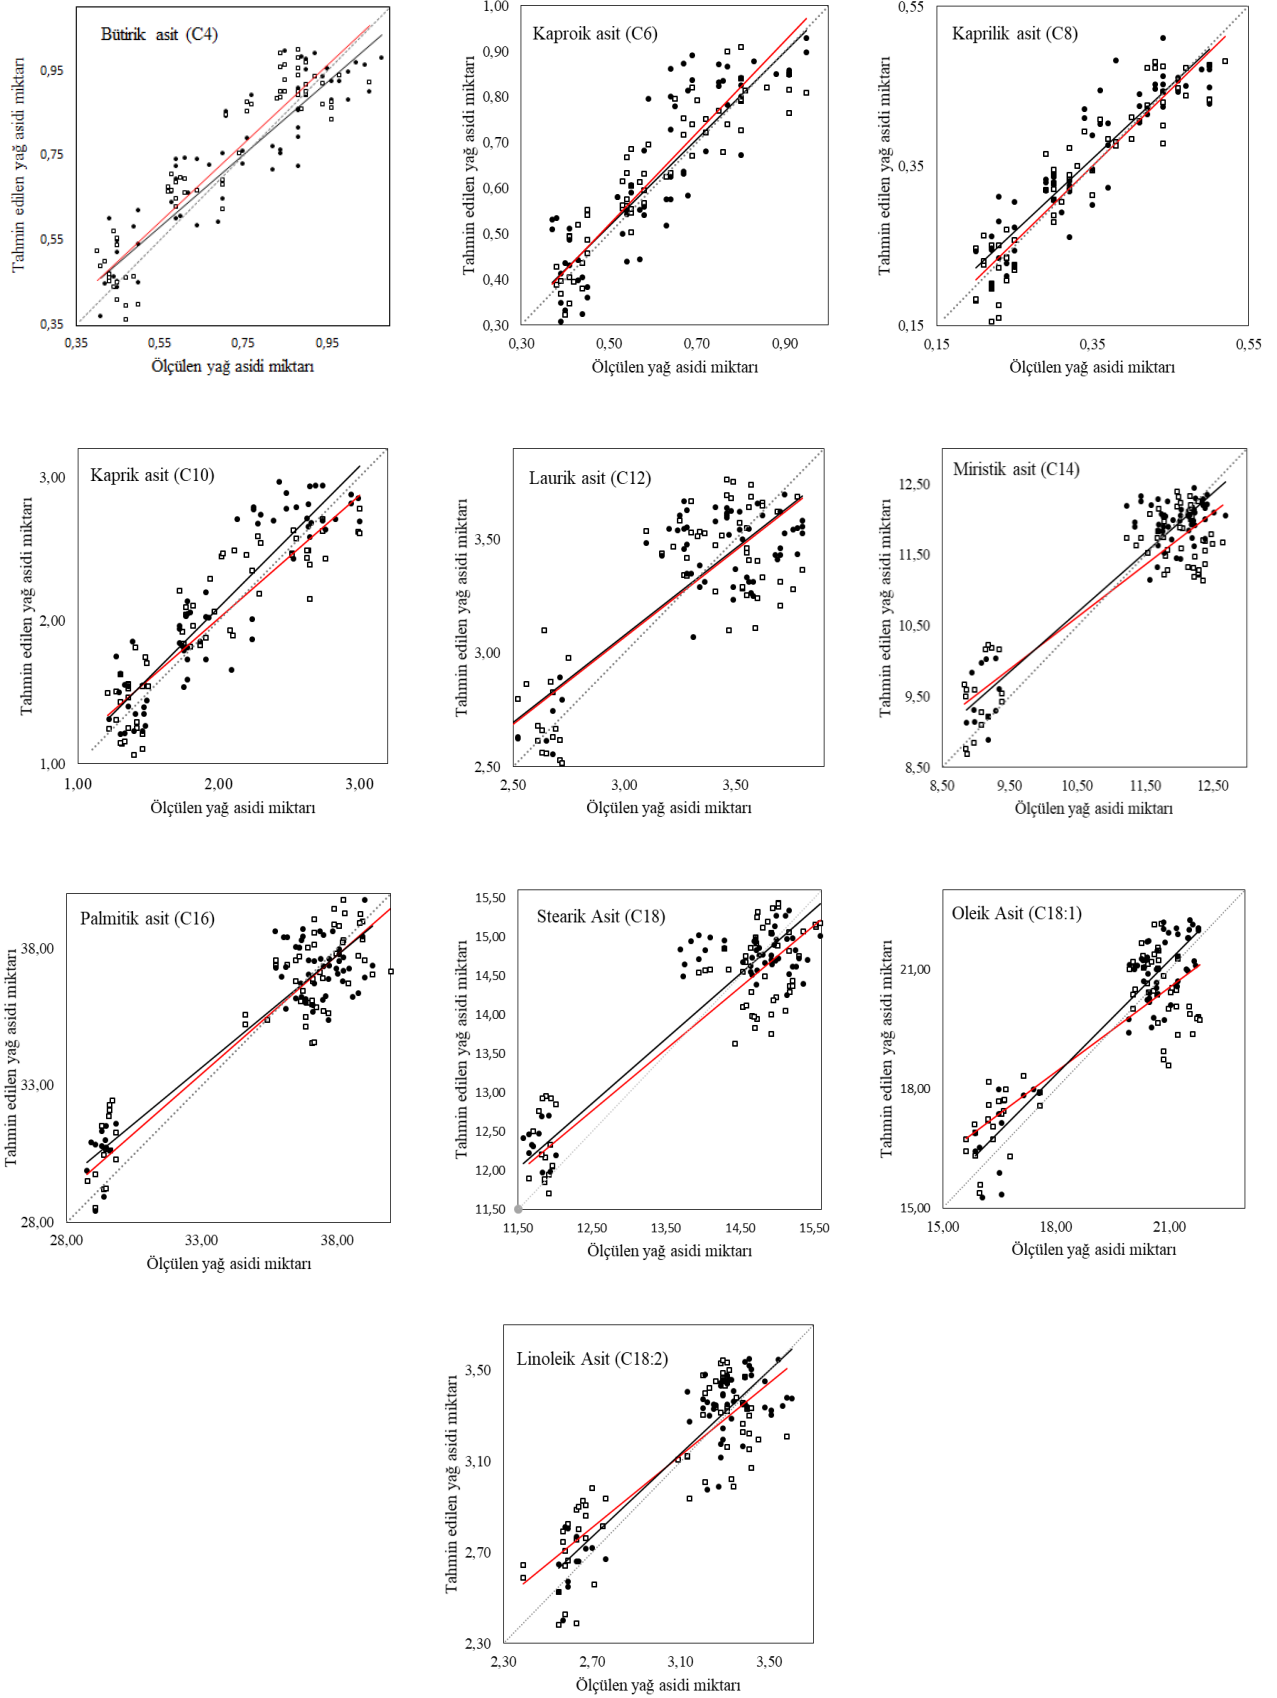 Bütirik asit (C4)
Tahmin edilen yağ asidi miktarı
0,95
0,75
0,55
0,35
0,35 0,55 0,75 0,95
Ölçülen yağ asidi miktarı
Kaproik asit (C6)
Tahmin edilen yağ asidi miktarı
1,00
0,90
0,80
0,70
0,60
0,50
0,40
0,30
0,30 0,50 0,70 0,90
Ölçülen yağ asidi miktarı
Kaprilik asit (C8)
Tahmin edilen yağ asidi miktarı
0,55
0,35
0,15
0,15 0,35 0,55
Ölçülen yağ asidi miktarı
Kaprik asit (C10)
Tahmin edilen yağ asidi miktarı
3,00
2,00
1,00
1,00 2,00 3,00
Ölçülen yağ asidi miktarı
Laurik asit (C12)
Tahmin edilen yağ asidi miktarı
3,50
3,00
2,50
2,50 3,00 3,50
Ölçülen yağ asidi miktarı
Miristik asit (C14)
Tahmin edilen yağ asidi miktarı
12,50
11,50
10,50
9,50
8,50
8,50 9,50 10,50 11,50 12,50
Ölçülen yağ asidi miktarı
Palmitik asit (C16)
Tahmin edilen yağ asidi miktarı
38,00
33,00
28,00
28,00 33,00 38,00
Ölçülen yağ asidi miktarı
Stearik Asit (C18)
Tahmin edilen yağ asidi miktarı
15,50
15,00
14,50
14,00
13,50
13,00
12,50
12,00
11,50
11,50 12,50 13,50 14,50 15,50
Ölçülen yağ asidi miktarı
Oleik Asit (C18:1)
Tahmin edilen yağ asidi miktarı
21,00
18,00
15,00
15,00 18,00 21,00
Ölçülen yağ asidi miktarı
Linoleik Asit (C18:2)
Tahmin edilen yağ asidi miktarı
3,50
3,10
2,70
2,30
2,30 2,70 3,10 3,50
Ölçülen yağ asidi miktarı